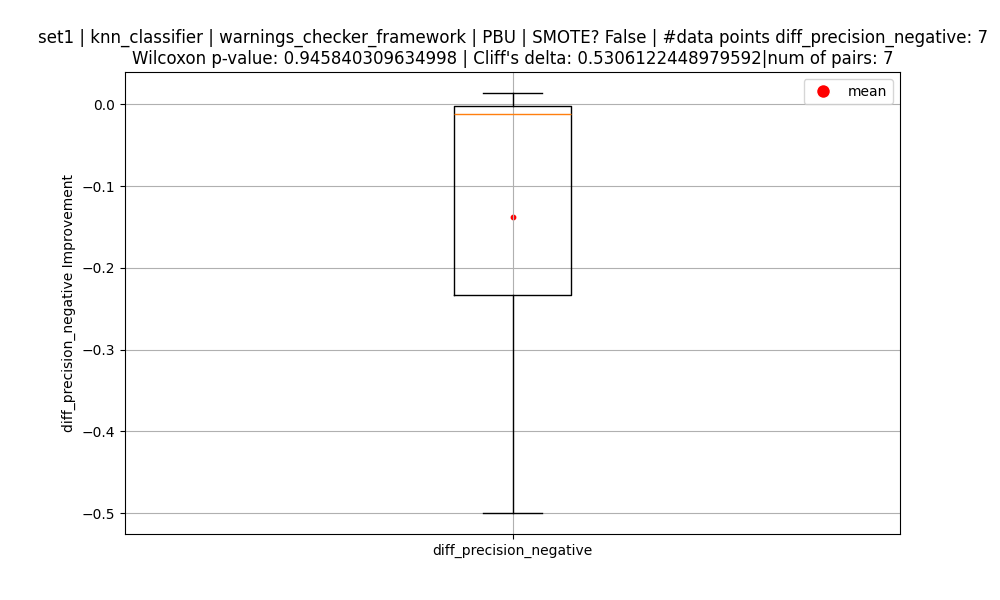 set1 | knn_classifier | warnings_checker_framework | PBU | SMOTE? False | #data points diff_precision_negative: 7
Wilcoxon p-value: 0.945840309634998 | Cliff's delta: 0.5306122448979592|num of pairs: 7
mean
0.0
−0.1
−0.2
−0.3
−0.4
−0.5
diff_precision_negative Improvement
diff_precision_negative